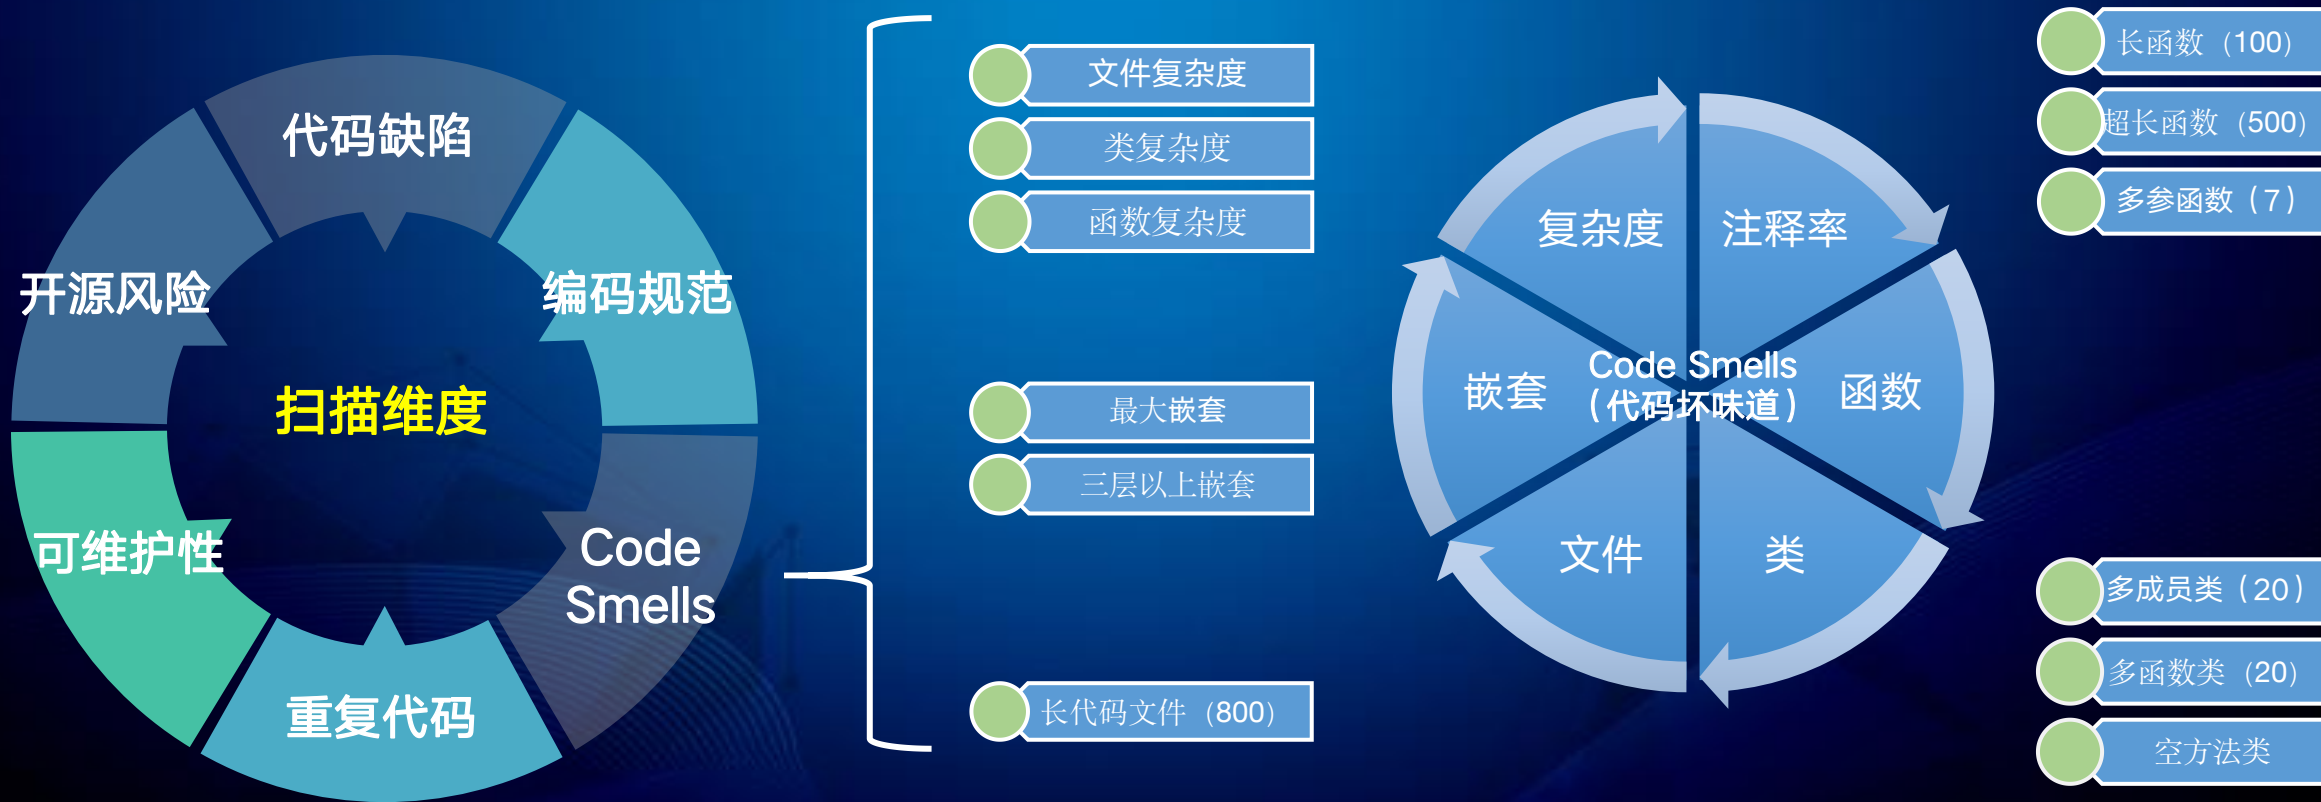 代码缺陷
开源风险
编码规范
扫描维度
可维护性
Code
Smells
重复代码
文件复杂度
类复杂度
函数复杂度
最大嵌套
三层以上嵌套
长代码文件（800）
复杂度
注释率
嵌套
Code Smells
（代码坏味道）
函数
文件
类
长函数（100）
超长函数（500）
多参函数（7）
多成员类（20）
多函数类（20）
空方法类